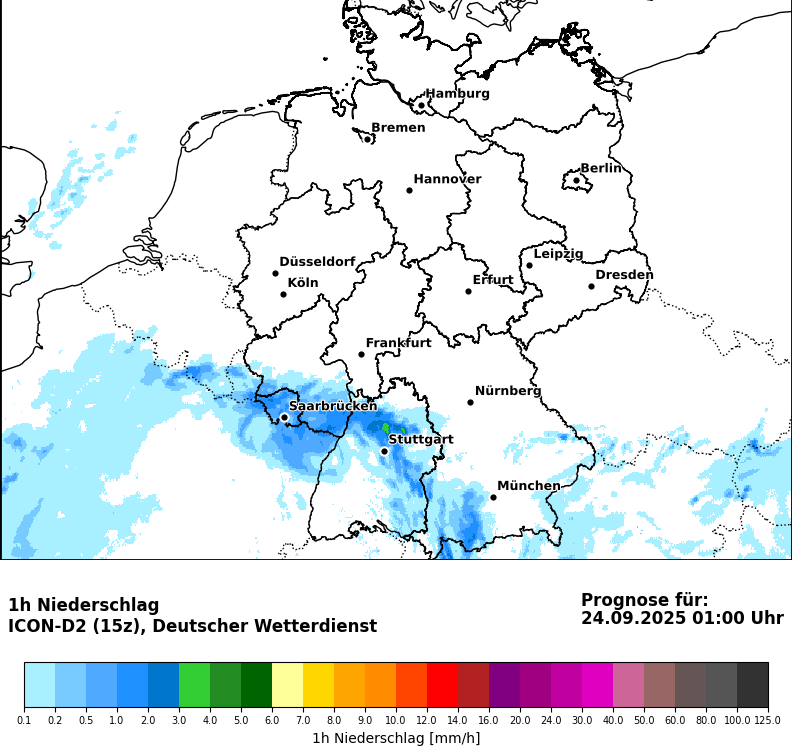 Hamburg
Bremen
Berlin
Hannover
Leipzig
Düsseldorf
Dresden
Köln
Erfurt
Frankfurt
Nürnberg
Saarbrücken
Stuttgart
München
1h Niederschlag
ICON-D2 (15z), Deutscher Wetterdienst
Prognose für:
24.09.2025 01:00 Uhr
0.1 0.2 0.5 1.0 2.0 3.0 4.0 5.0 6.0 7.0 8.0 9.0 10.0 12.0 14.0 16.0 20.0 24.0 30.0 40.0 50.0 60.0 80.0 100.0 125.0
1h Niederschlag [mm/h]